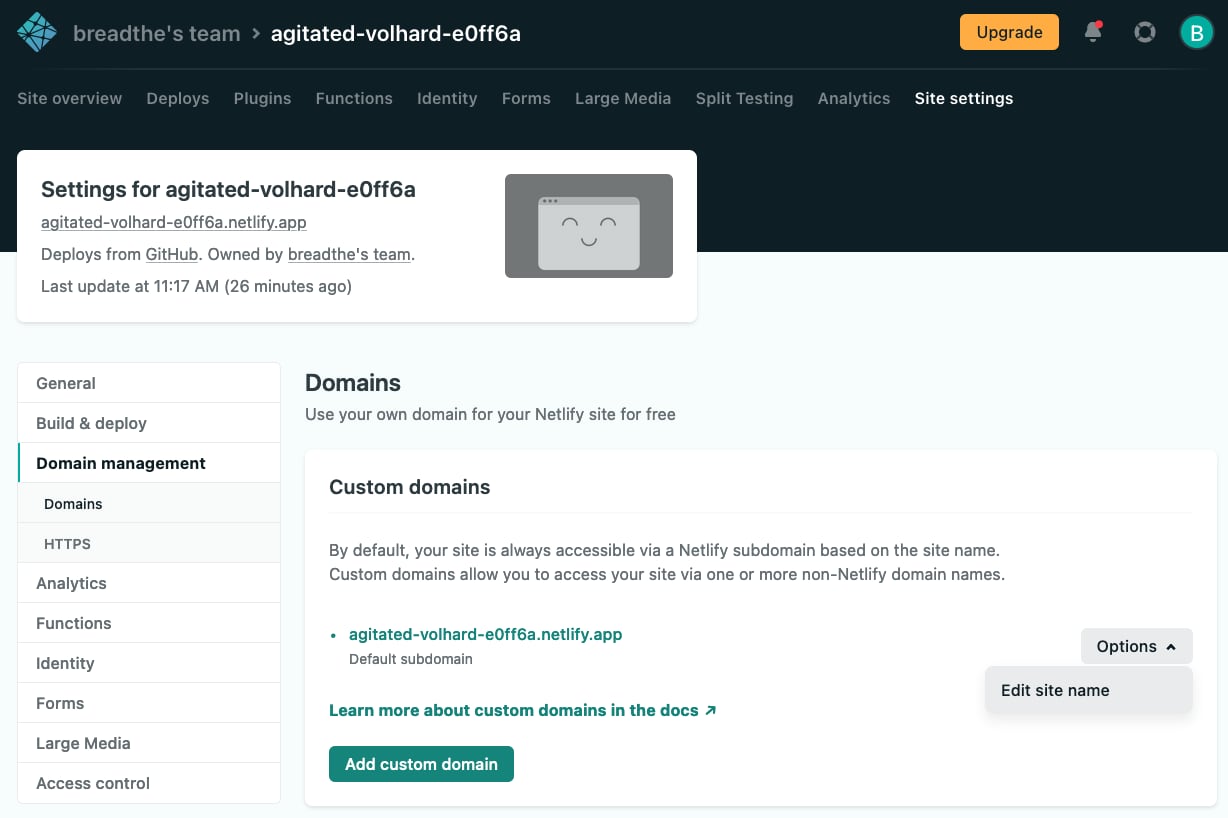 breadthe's team > agitated-volhard-e0ff6a
Upgrade
B
Site overview Deploys Plugins Functions Identity Forms Large Media Split Testing Analytics Site settings
Settings for agitated-volhard-e0ff6a
agitated-volhard-e0ff6a.netlify.app
Deploys from GitHub. Owned by breadthe's team.
Last update at 11:17 AM (26 minutes ago)
General
Build & deploy
Domain management
Domains
HTTPS
Analytics
Functions
Identity
Forms
Large Media
Access control
Domains
Use your own domain for your Netlify site for free
Custom domains
By default, your site is always accessible via a Netlify subdomain based on the site name.
Custom domains allow you to access your site via one or more non-Netlify domain names.
• agitated-volhard-e0ff6a.netlify.app
Default subdomain
Options
Edit site name
Learn more about custom domains in the docs ↗
Add custom domain